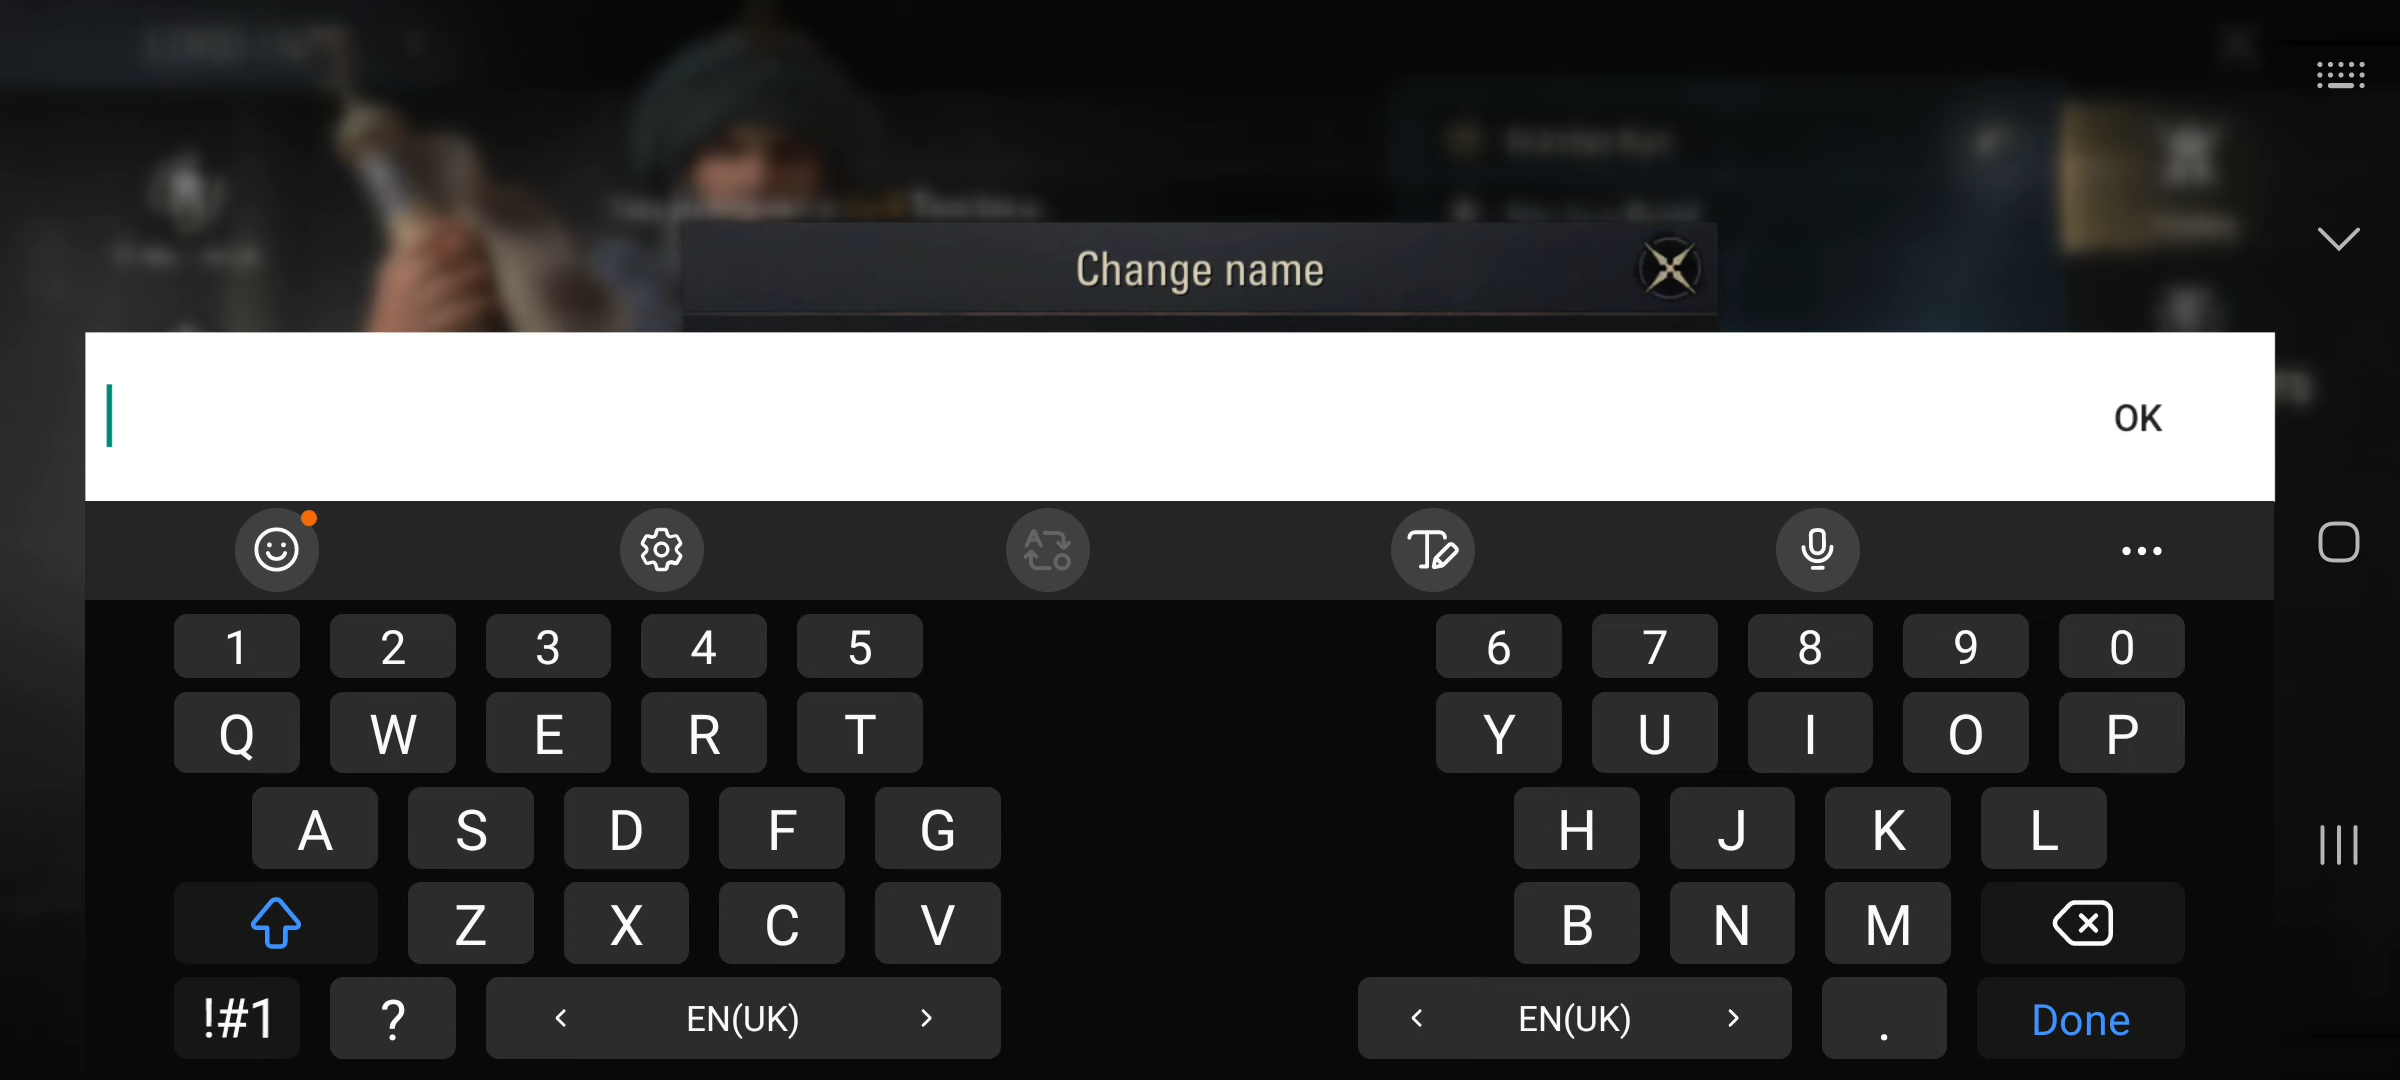 Change name
OK
1 2 3 4 5 6 7 8 9 0
Q W E R T Y U I O P
A S D F G H J K L
Z X C V B N M
!#1 ? < EN(UK) > < EN(UK) > . Done